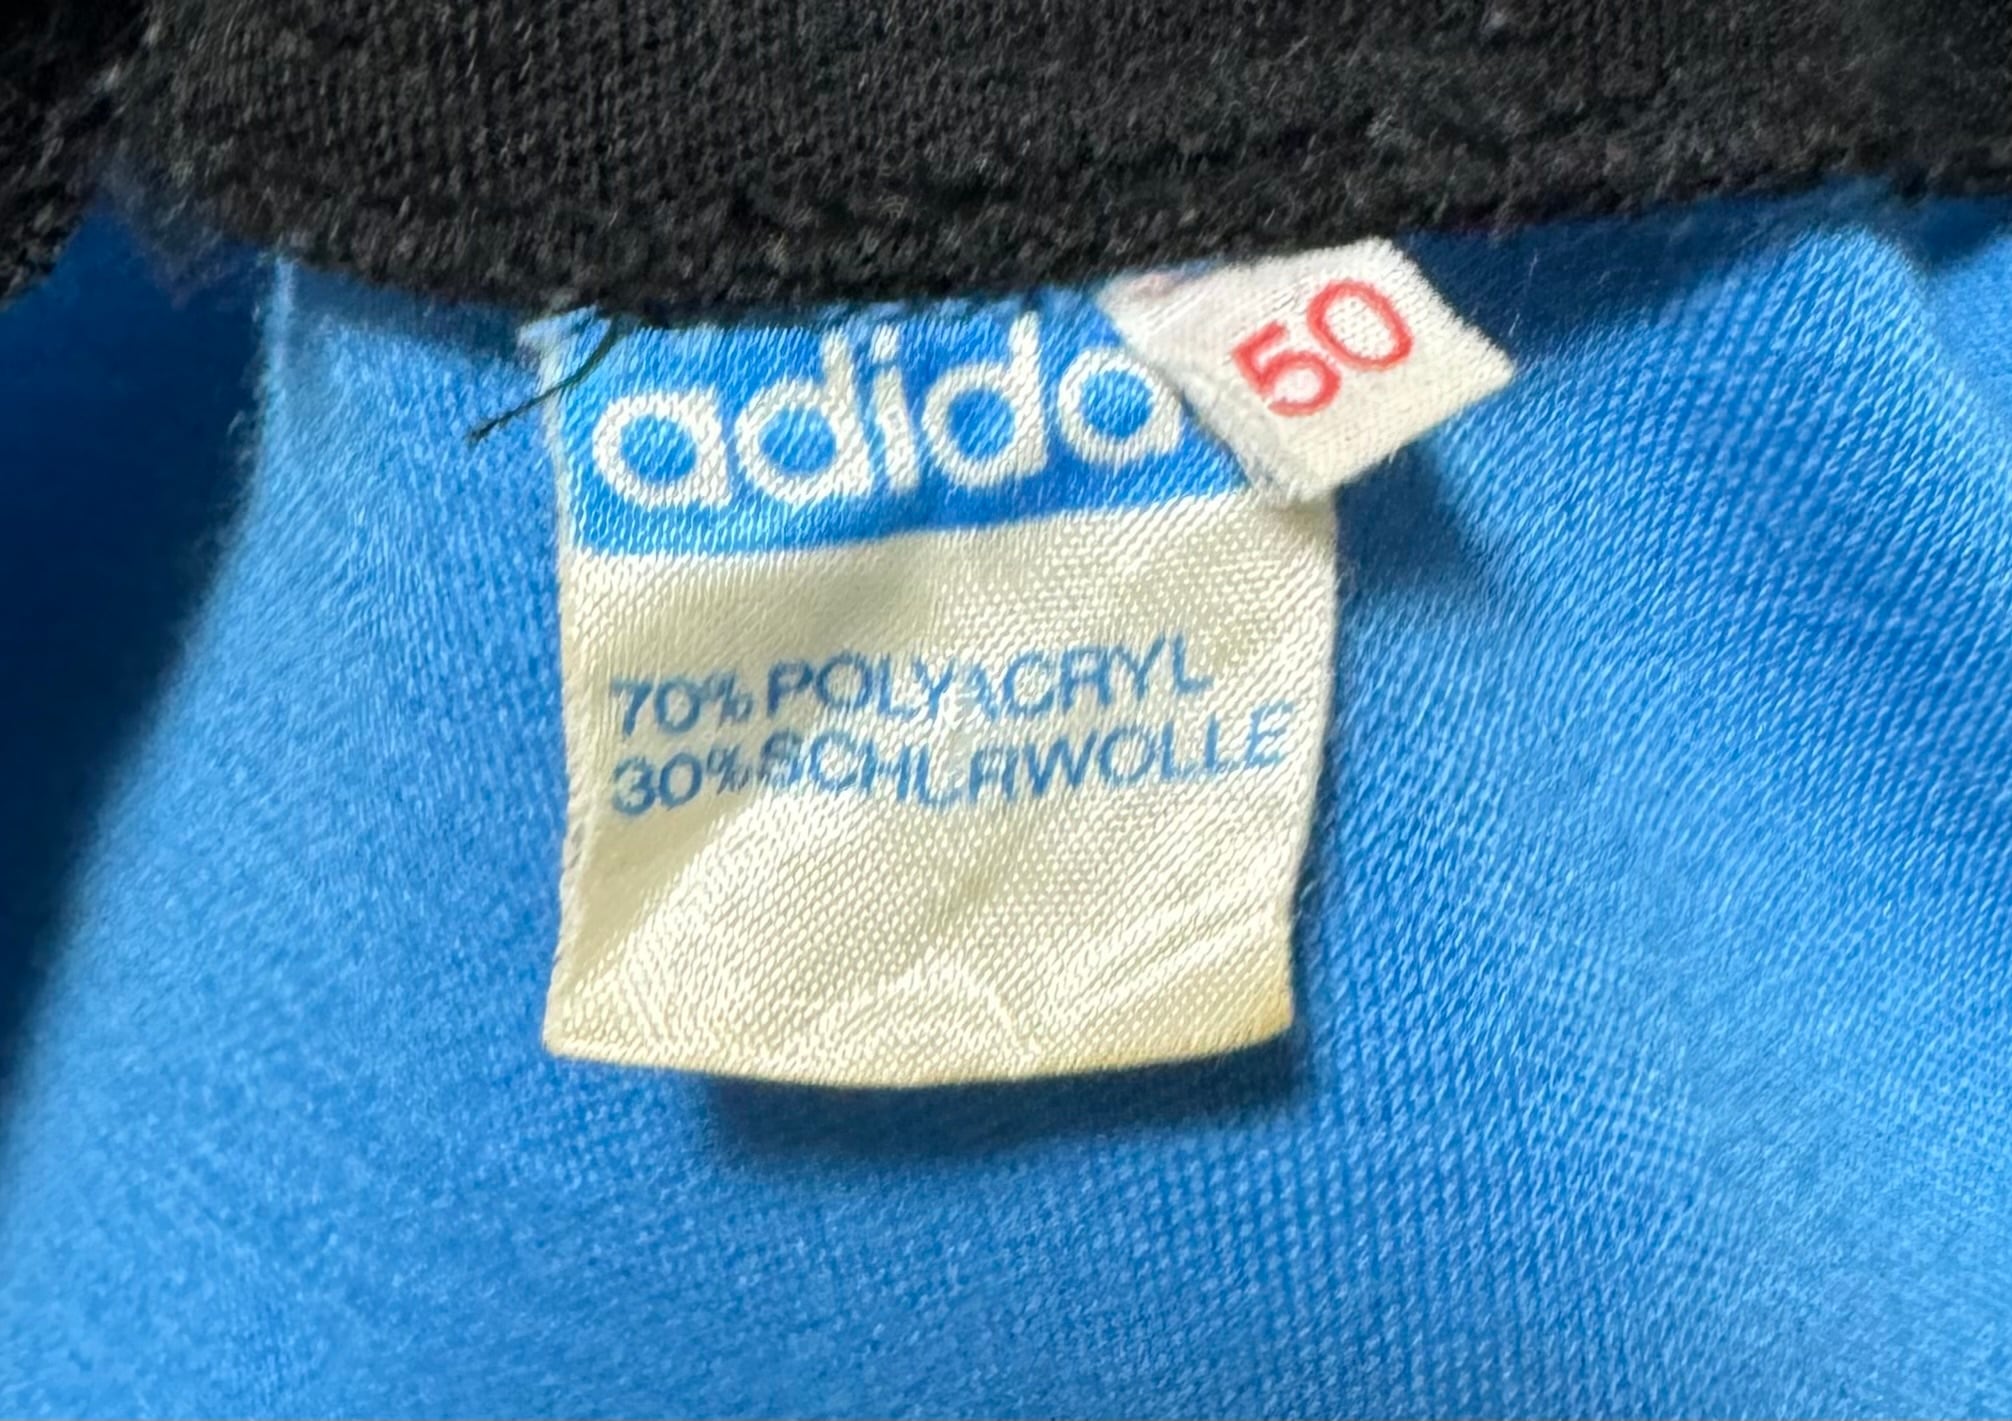 adida
50
70% POLYACRYL
30% SCHURWOLLE